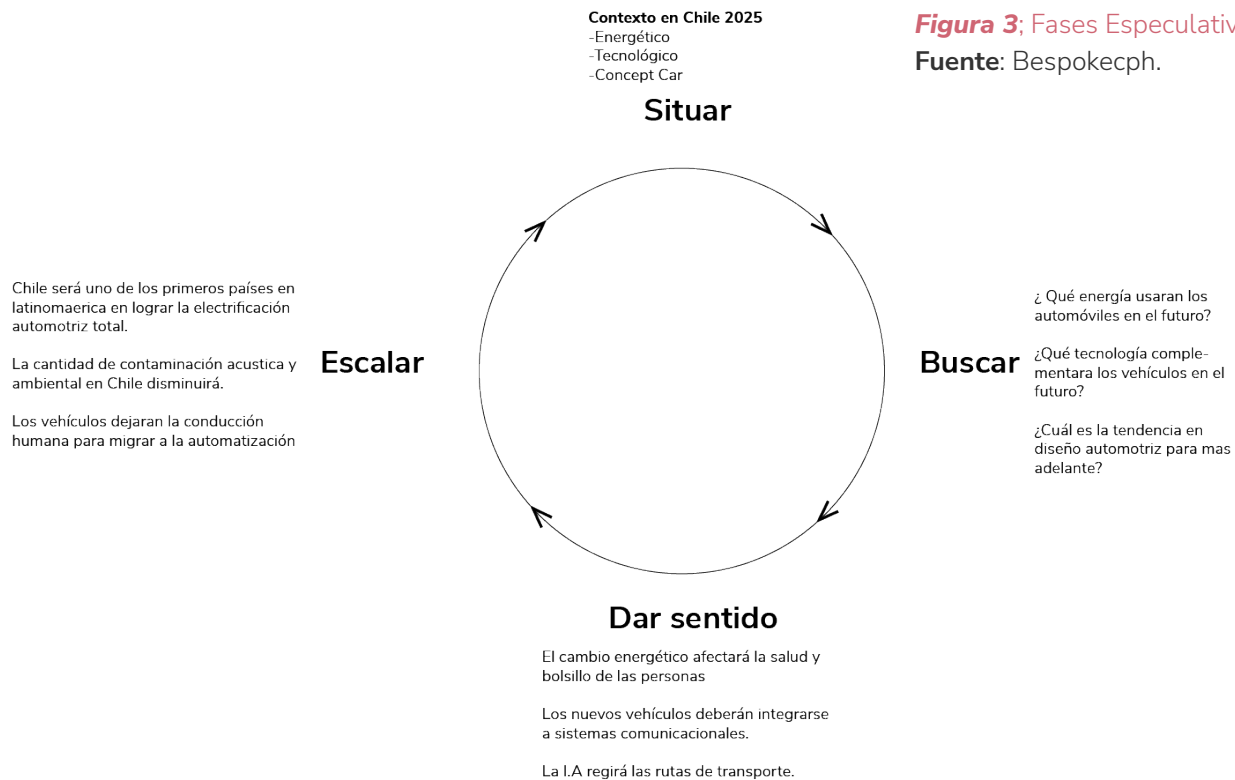 Contexto en Chile 2025
-Energético
-Tecnológico
-Concept Car
Situar
Figura 3; Fases Especulativ
Fuente: Bespokecph.
Buscar
¿ Qué energía usaran los
automóviles en el futuro?
¿Qué tecnología comple-
mentara los vehículos en el
futuro?
¿Cuál es la tendencia en
diseño automotriz para mas
adelante?
Dar sentido
El cambio energético afectará la salud y
bolsillo de las personas
Los nuevos vehículos deberán integrarse
a sistemas comunicacionales.
La I.A regirá las rutas de transporte.
Escalar
Chile será uno de los primeros países en
latinomaerica en lograr la electrificación
automotriz total.
La cantidad de contaminación acustica y
ambiental en Chile disminuirá.
Los vehículos dejaran la conducción
humana para migrar a la automatización